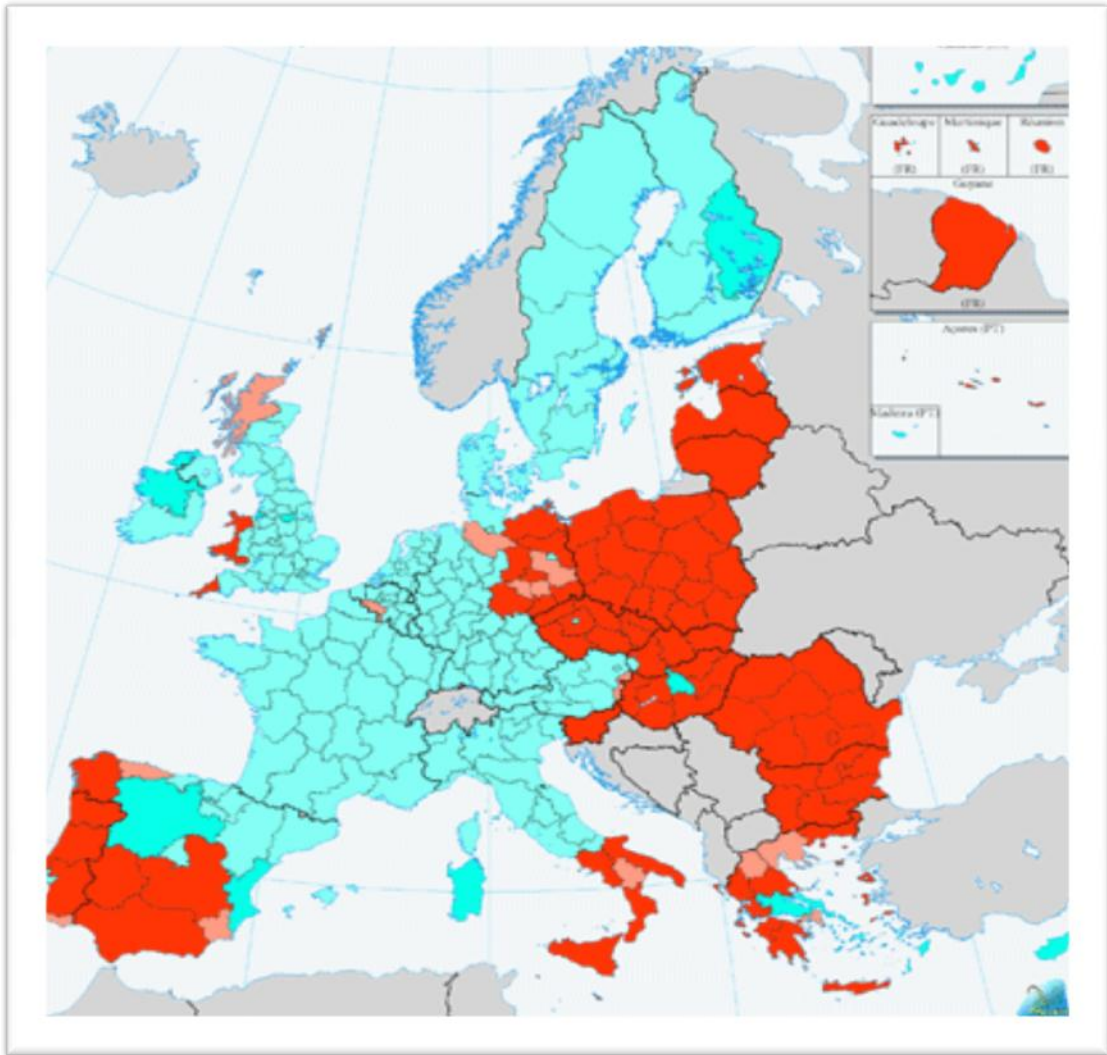 Guadeloupe Martinique Réunion
(FR) (FR) (FR)
Guyane
(FR)
Açores (PT)
Madeira (PT)